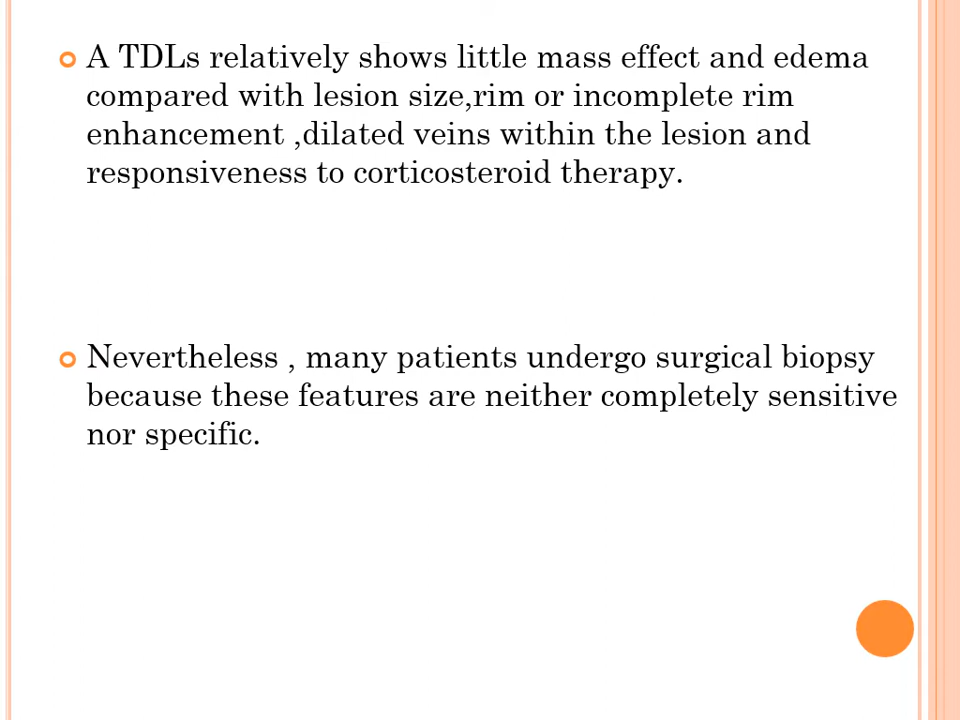 A TDLs relatively shows little mass effect and edema
compared with lesion size,rim or incomplete rim
enhancement ,dilated veins within the lesion and
responsiveness to corticosteroid therapy.
Nevertheless , many patients undergo surgical biopsy
because these features are neither completely sensitive
nor specific.